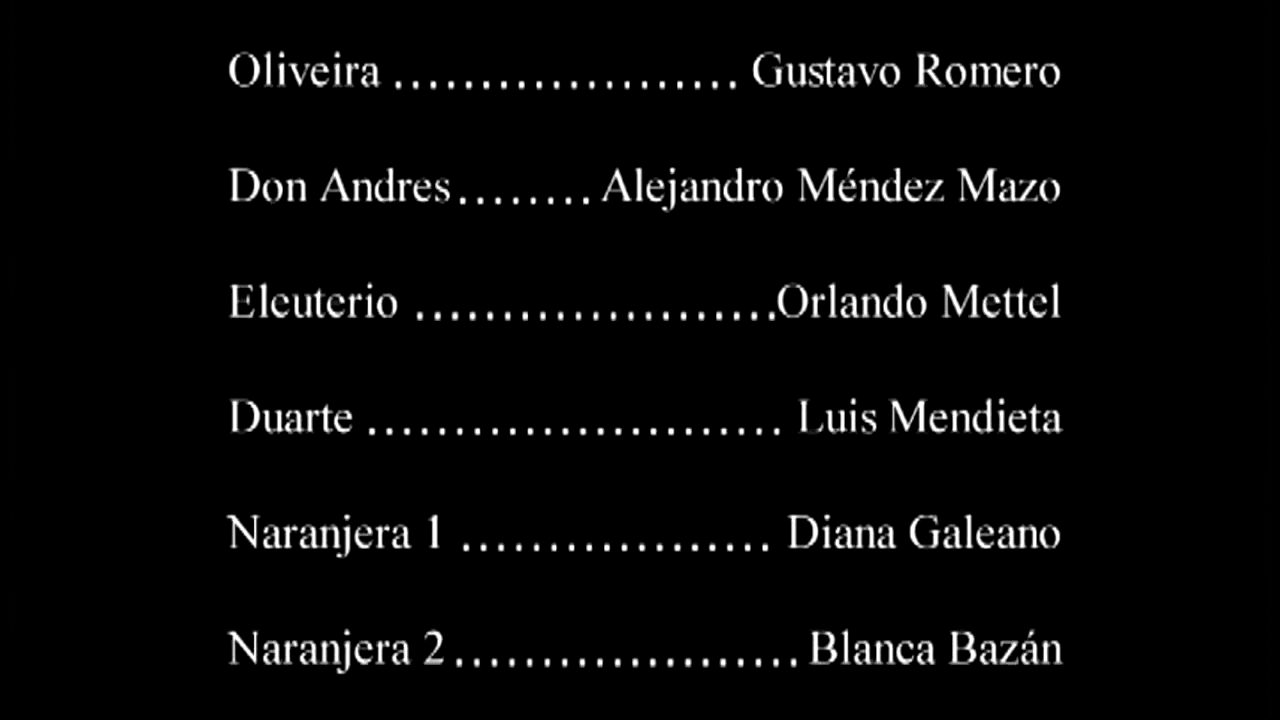 Oliveira .................... Gustavo Romero
Don Andres........ Alejandro Méndez Mazo
Eleuterio .....................Orlando Mettel
Duarte ........................ Luis Mendieta
Naranjera 1 .................. Diana Galeano
Naranjera 2.................... Blanca Bazán